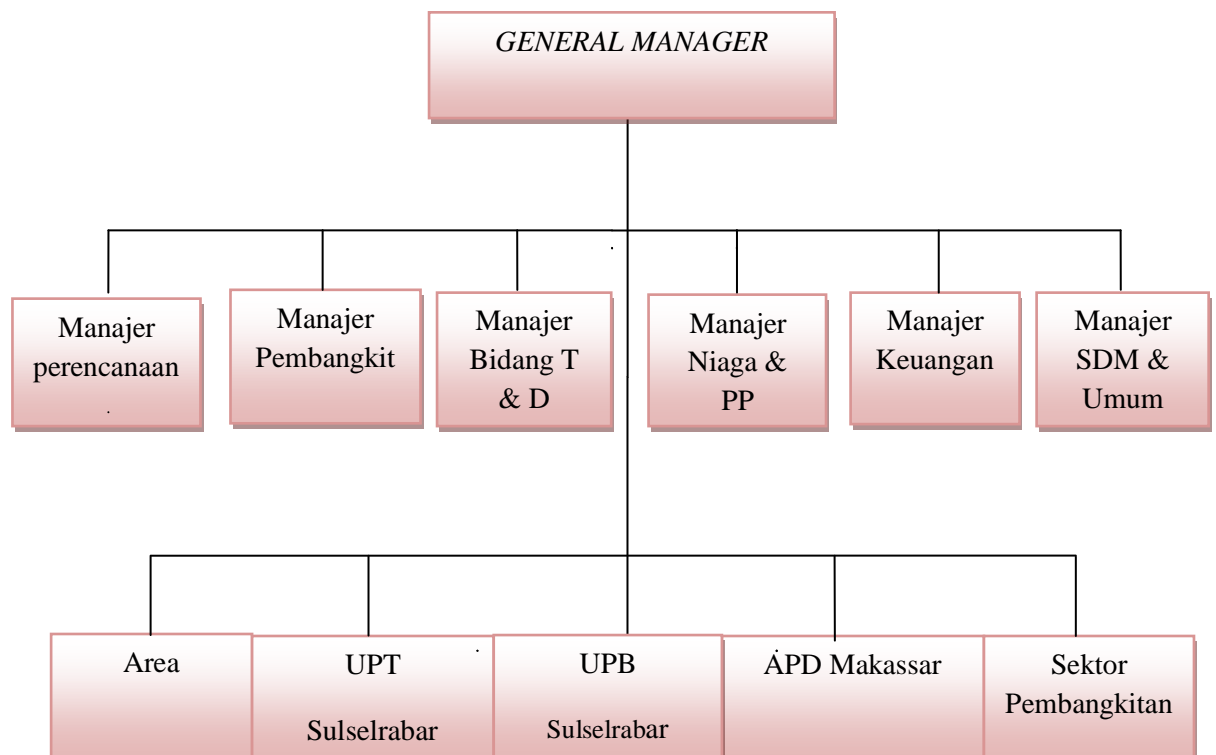 GENERAL MANAGER
Manajer
perencanaan
.
Manajer
Pembangkit
Manajer
Bidang T
& D
Manajer
Niaga &
PP
Manajer
Keuangan
Manajer
SDM &
Umum
Area
UPT
Sulselrabar
UPB
Sulselrabar
APD Makassar
Sektor
Pembangkitan